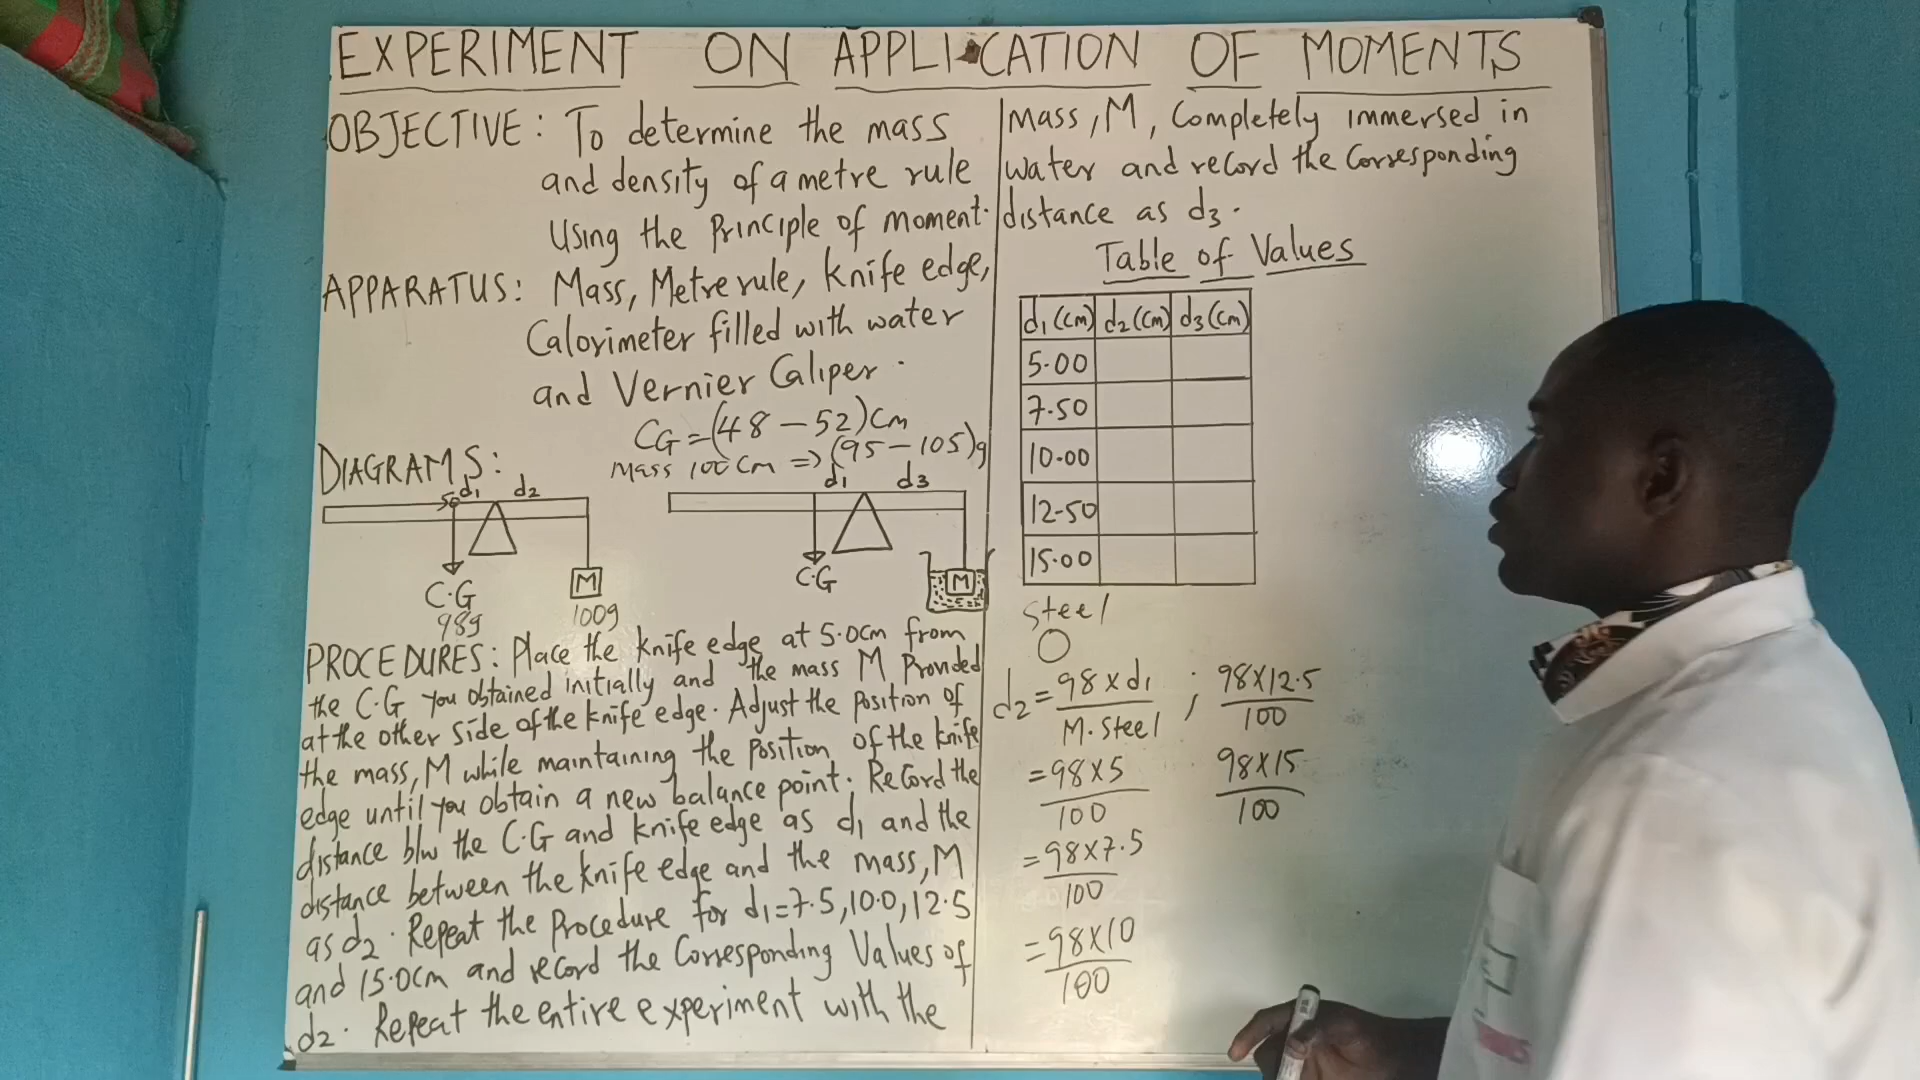 EXPERIMENT ON APPLICATION OF MOMENTS
OBJECTIVE: To determine the mass
and density of a metre rule
Using the Principle of moment.
APPARATUS: Mass, Metre rule, Knife edge,
Calorimeter filled with water
and Vernier Caliper.
CG=(48-52)cm
Mass 100cm => (95-105)g
DIAGRAMS:
50 d1 d2
C.G
98g
M
100g
d1 d3
C.G
M
PROCEDURES: Place the knife edge at 5.0cm from
the C.G you obtained initially and the mass M Provided
at the other side of the knife edge. Adjust the position of
the mass, M while maintaining the position of the knife
edge until you obtain a new balance point. Record the
distance b/w the C.G and knife edge as d1 and the
distance between the knife edge and the mass, M
as d2. Repeat the Procedure for d1=7.5,10.0,12.5
and 15.0cm and record the Corresponding Values of
d2. Repeat the entire experiment with the
Mass, M, Completely immersed in
water and record the Corresponding
distance as d3.
Table of Values
d1(cm) d2(cm) d3(cm)
5.00
7.50
10.00
12.50
15.00
Steel
d2 = 98 x d1 / M. Steel ; 98X12.5 / 100
= 98X5 / 100 98X15 / 100
= 98X7.5 / 100
= 98X10 / 100